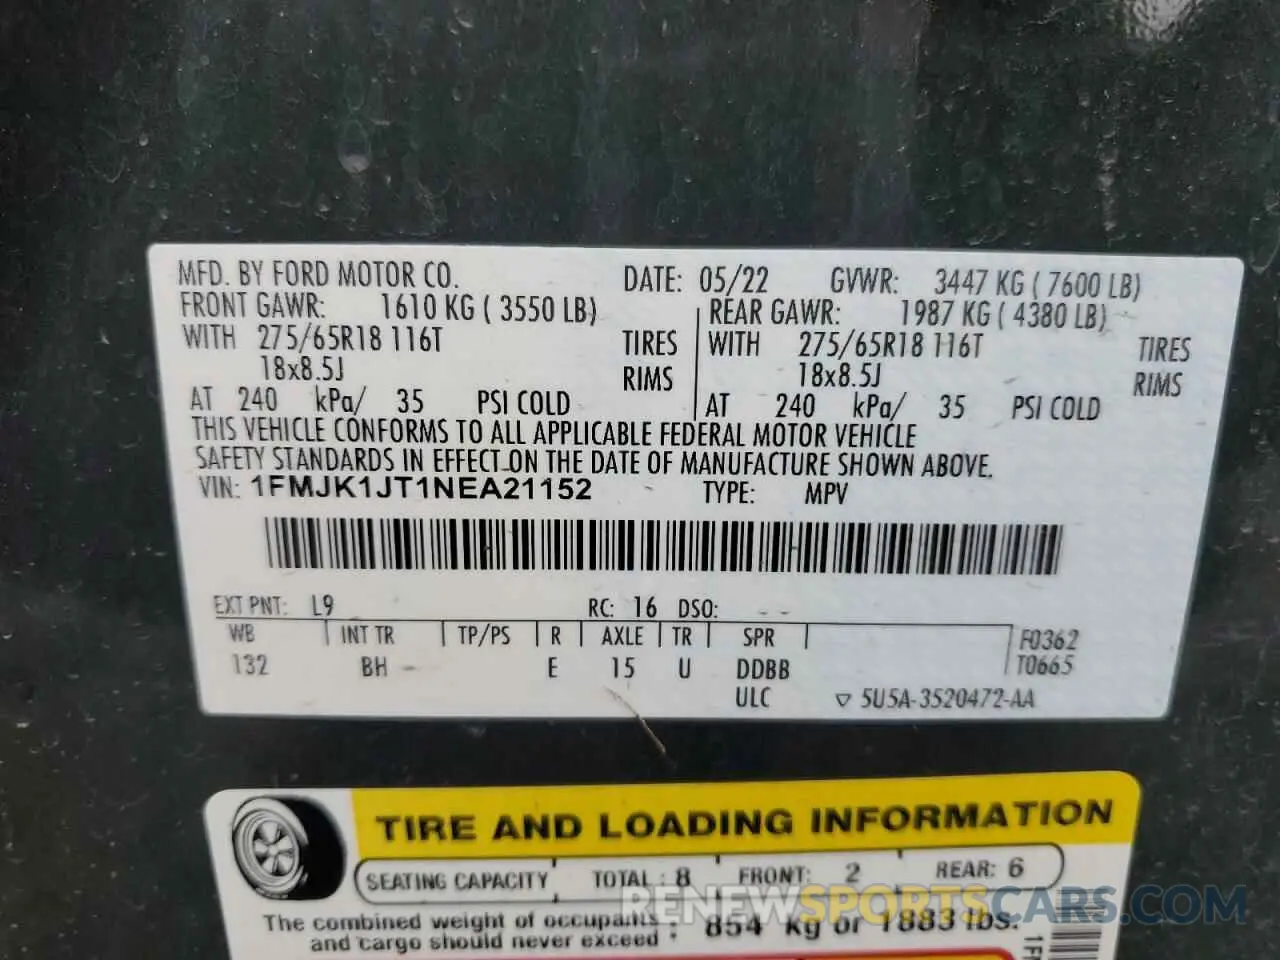 MFD. BY FORD MOTOR CO. DATE: 05/22 GVWR: 3447 KG ( 7600 LB)
FRONT GAWR: 1610 KG ( 3550 LB) REAR GAWR: 1987 KG ( 4380 LB)
WITH 275/65R18 116T TIRES WITH 275/65R18 116T TIRES
18x8.5J RIMS 18x8.5J RIMS
AT 240 kPa/ 35 PSI COLD AT 240 kPa/ 35 PSI COLD
THIS VEHICLE CONFORMS TO ALL APPLICABLE FEDERAL MOTOR VEHICLE
SAFETY STANDARDS IN EFFECT ON THE DATE OF MANUFACTURE SHOWN ABOVE.
VIN: 1FMJK1JT1NEA21152 TYPE: MPV
EXT PNT: L9 RC: 16 DSO: - -
WB INT TR TP/PS R AXLE TR SPR F0362
132 BH - E 15 U DDBB T0665
ULC ▽ 5U5A-3520472-AA
TIRE AND LOADING INFORMATION
SEATING CAPACITY TOTAL : 8 FRONT: 2 REAR: 6
The combined weight of occupants and cargo should never exceed : 854 kg or 1883 lbs.
RENEWSPORTSCARS.COM